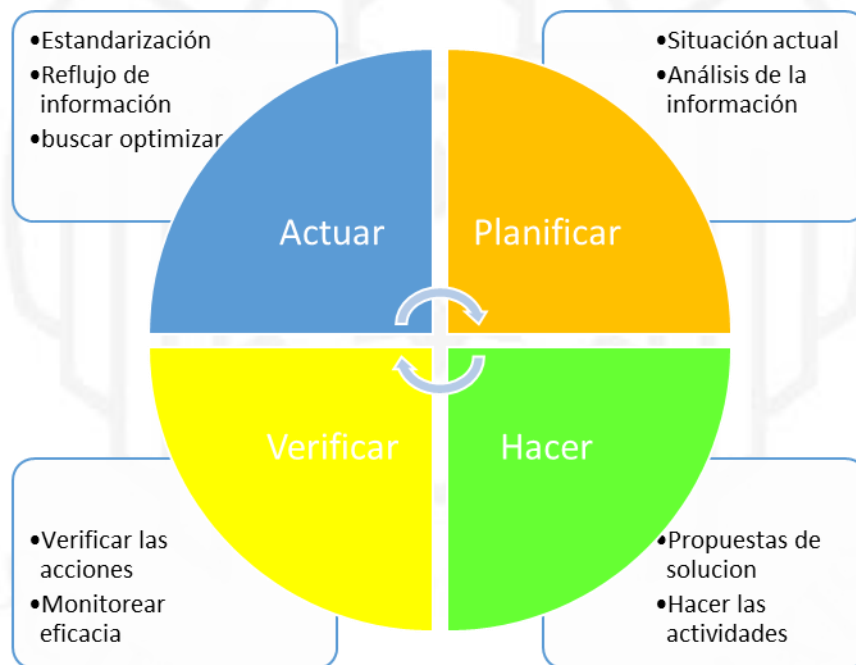 •Estandarización
•Reflujo de
información
•buscar optimizar
•Situación actual
•Análisis de la
información
Actuar
Planificar
Verificar
Hacer
•Verificar las
acciones
•Monitorear
eficacia
•Propuestas de
solucion
•Hacer las
actividades